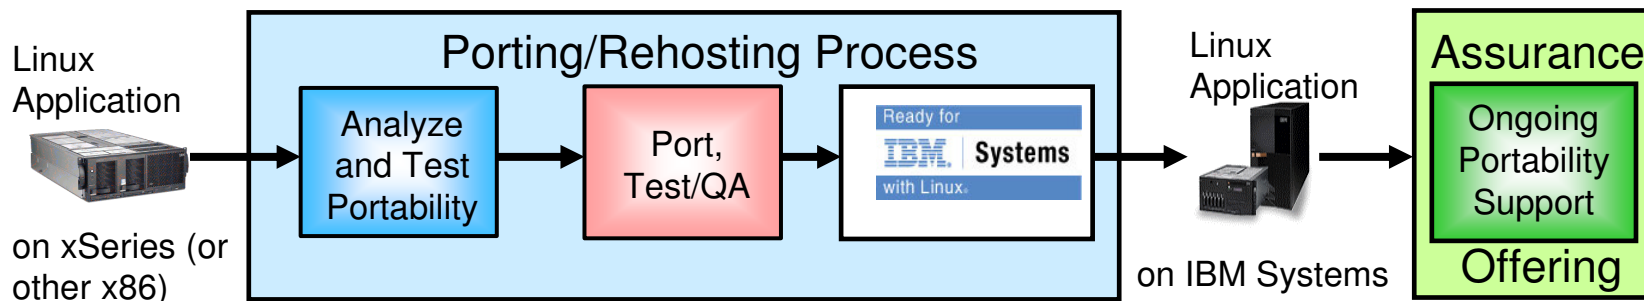 Linux
Application
on xSeries (or
other x86)
Porting/Rehosting Process
Analyze
and Test
Portability
Port,
Test/QA
Ready for
IBM. Systems
with Linux®
Linux
Application
on IBM Systems
Assurance
Ongoing
Portability
Support
Offering